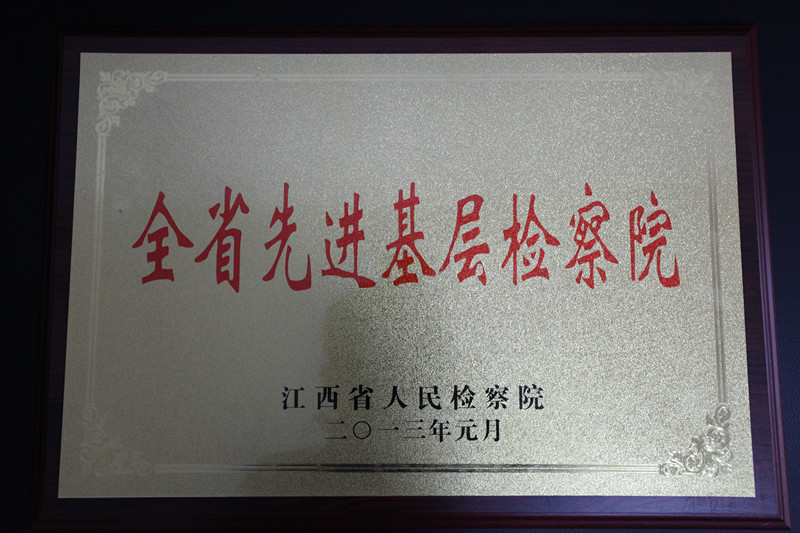 全省先进基层检察院
江西省人民检察院
二〇一三年元月